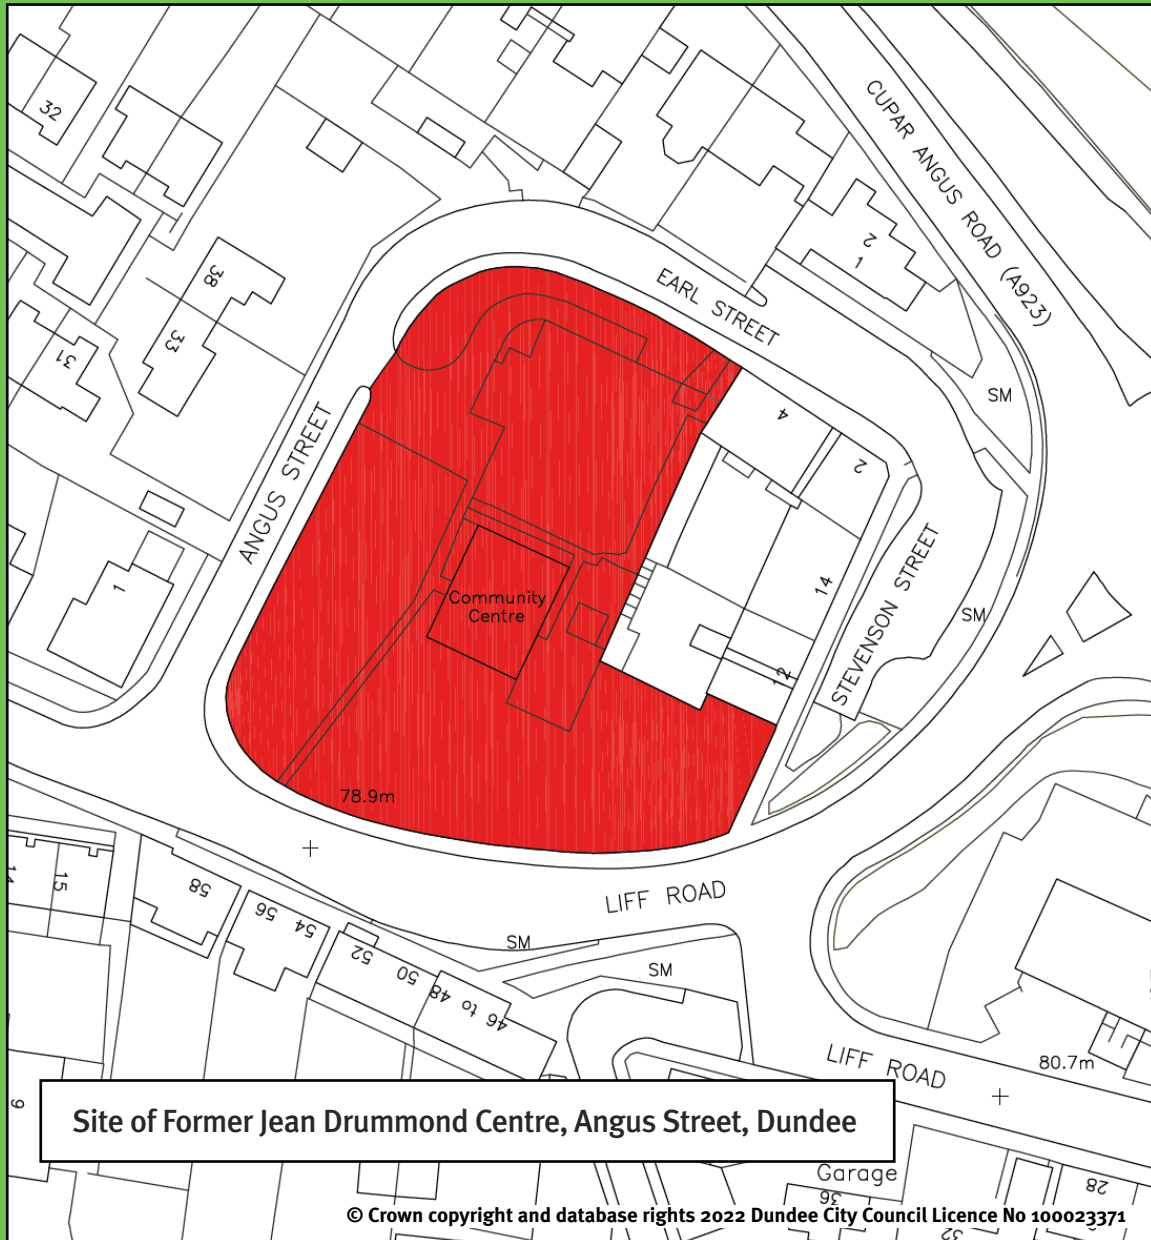 32
CUPAR ANGUS ROAD (A923)
2
1
EARL STREET
38
33
31
SM
4
2
ANGUS STREET
1
Community
Centre
14
STEVENSON STREET
SM
12
78.9m
LIFF ROAD
14
15
58
56
54
52
50
46 to 48
SM
SM
LIFF ROAD
80.7m
9
Site of Former Jean Drummond Centre, Angus Street, Dundee
Garage
36
28
32
© Crown copyright and database rights 2022 Dundee City Council Licence No 100023371